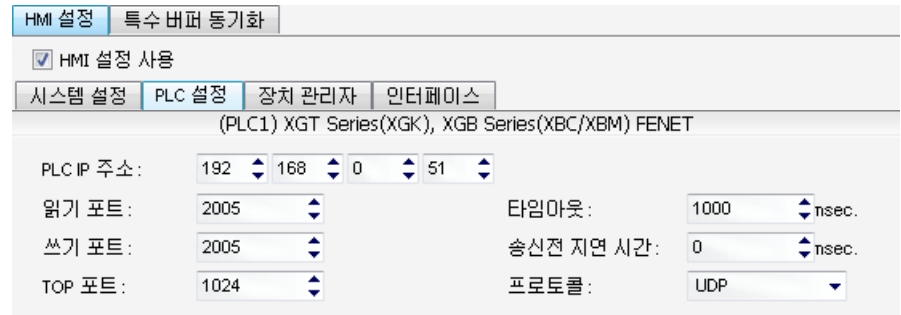 HMI 설정 특수 버퍼 동기화
HMI 설정 사용
시스템 설정 PLC 설정 장치 관리자 인터페이스
(PLC1) XGT Series(XGK), XGB Series(XBC/XBM) FENET
PLC IP 주소 : 192 168 0 51
읽기 포트 : 2005 타임아웃 : 1000 msec.
쓰기 포트 : 2005 송신전 지연 시간 : 0 msec.
TOP 포트 : 1024 프로토콜 : UDP